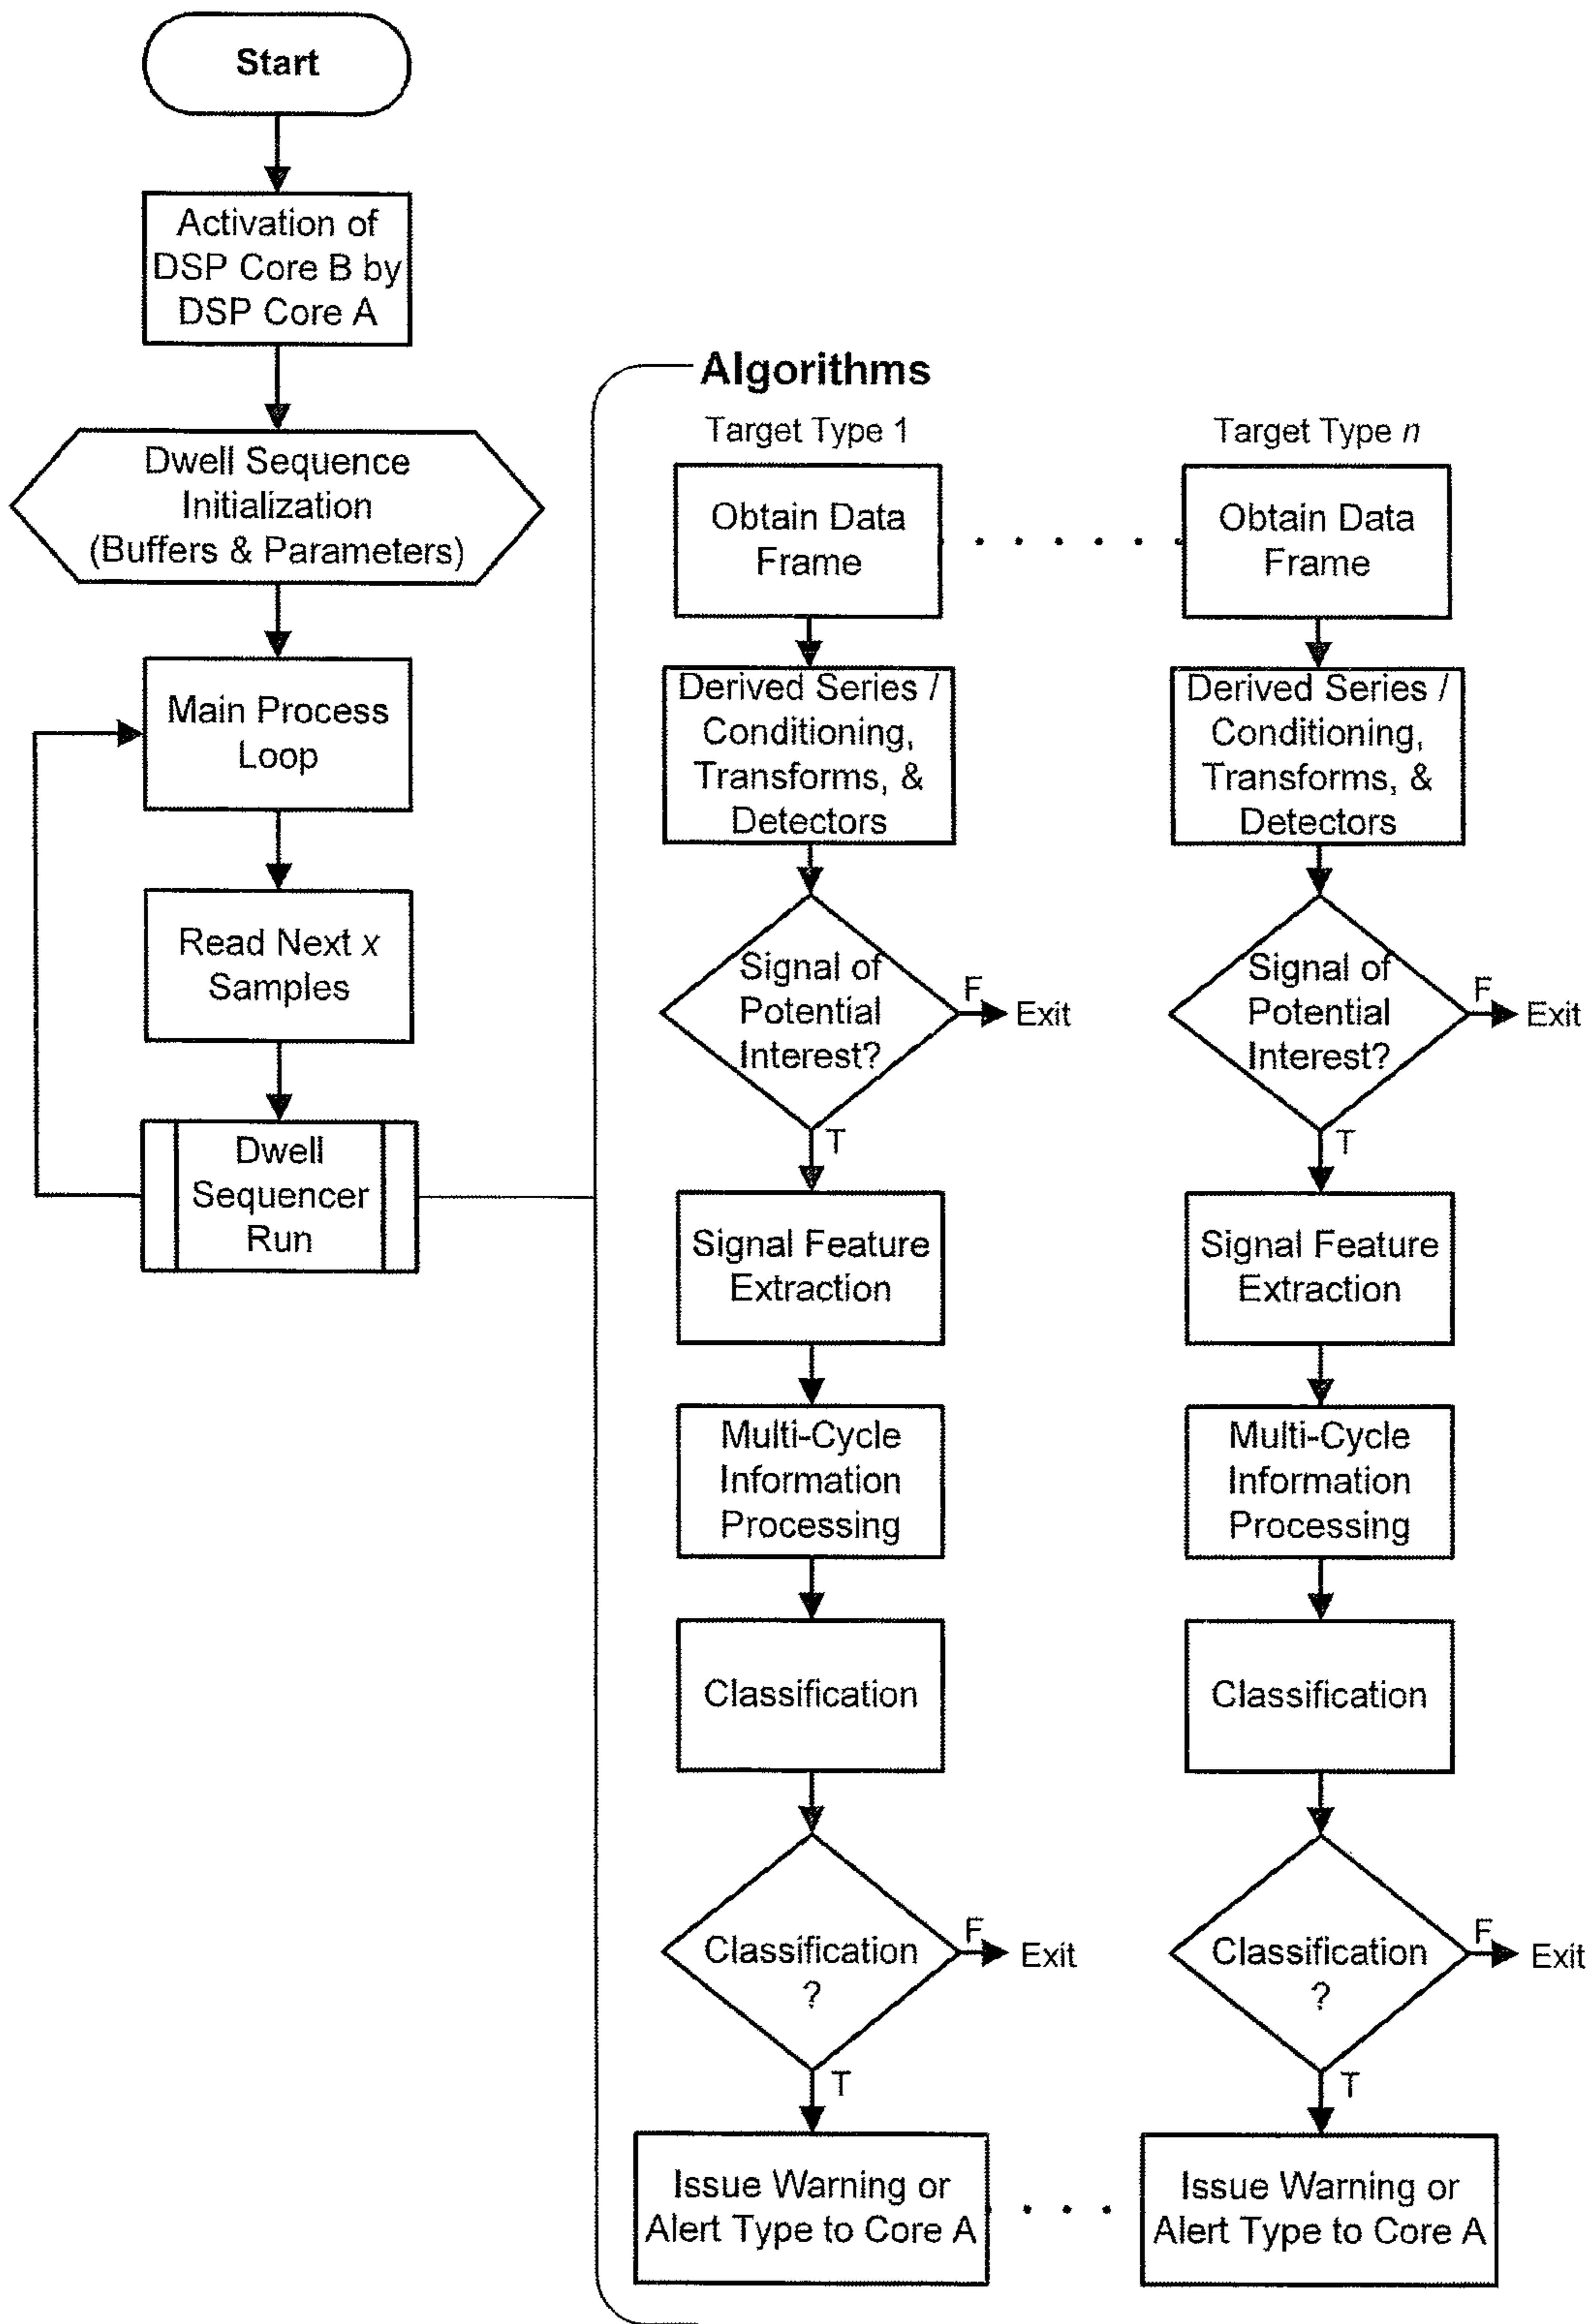 Start
Activation of
DSP Core B by
DSP Core A
Dwell Sequence
Initialization
(Buffers & Parameters)
Main Process
Loop
Read Next x
Samples
Dwell
Sequencer
Run
Algorithms
Target Type 1
Obtain Data
Frame
Derived Series /
Conditioning,
Transforms, &
Detectors
Signal of
Potential
Interest?
F
Exit
T
Signal Feature
Extraction
Multi-Cycle
Information
Processing
Classification
Classification
?
F
Exit
T
Issue Warning or
Alert Type to Core A
Target Type n
Obtain Data
Frame
Derived Series /
Conditioning,
Transforms, &
Detectors
Signal of
Potential
Interest?
F
Exit
T
Signal Feature
Extraction
Multi-Cycle
Information
Processing
Classification
Classification
?
F
Exit
T
Issue Warning or
Alert Type to Core A